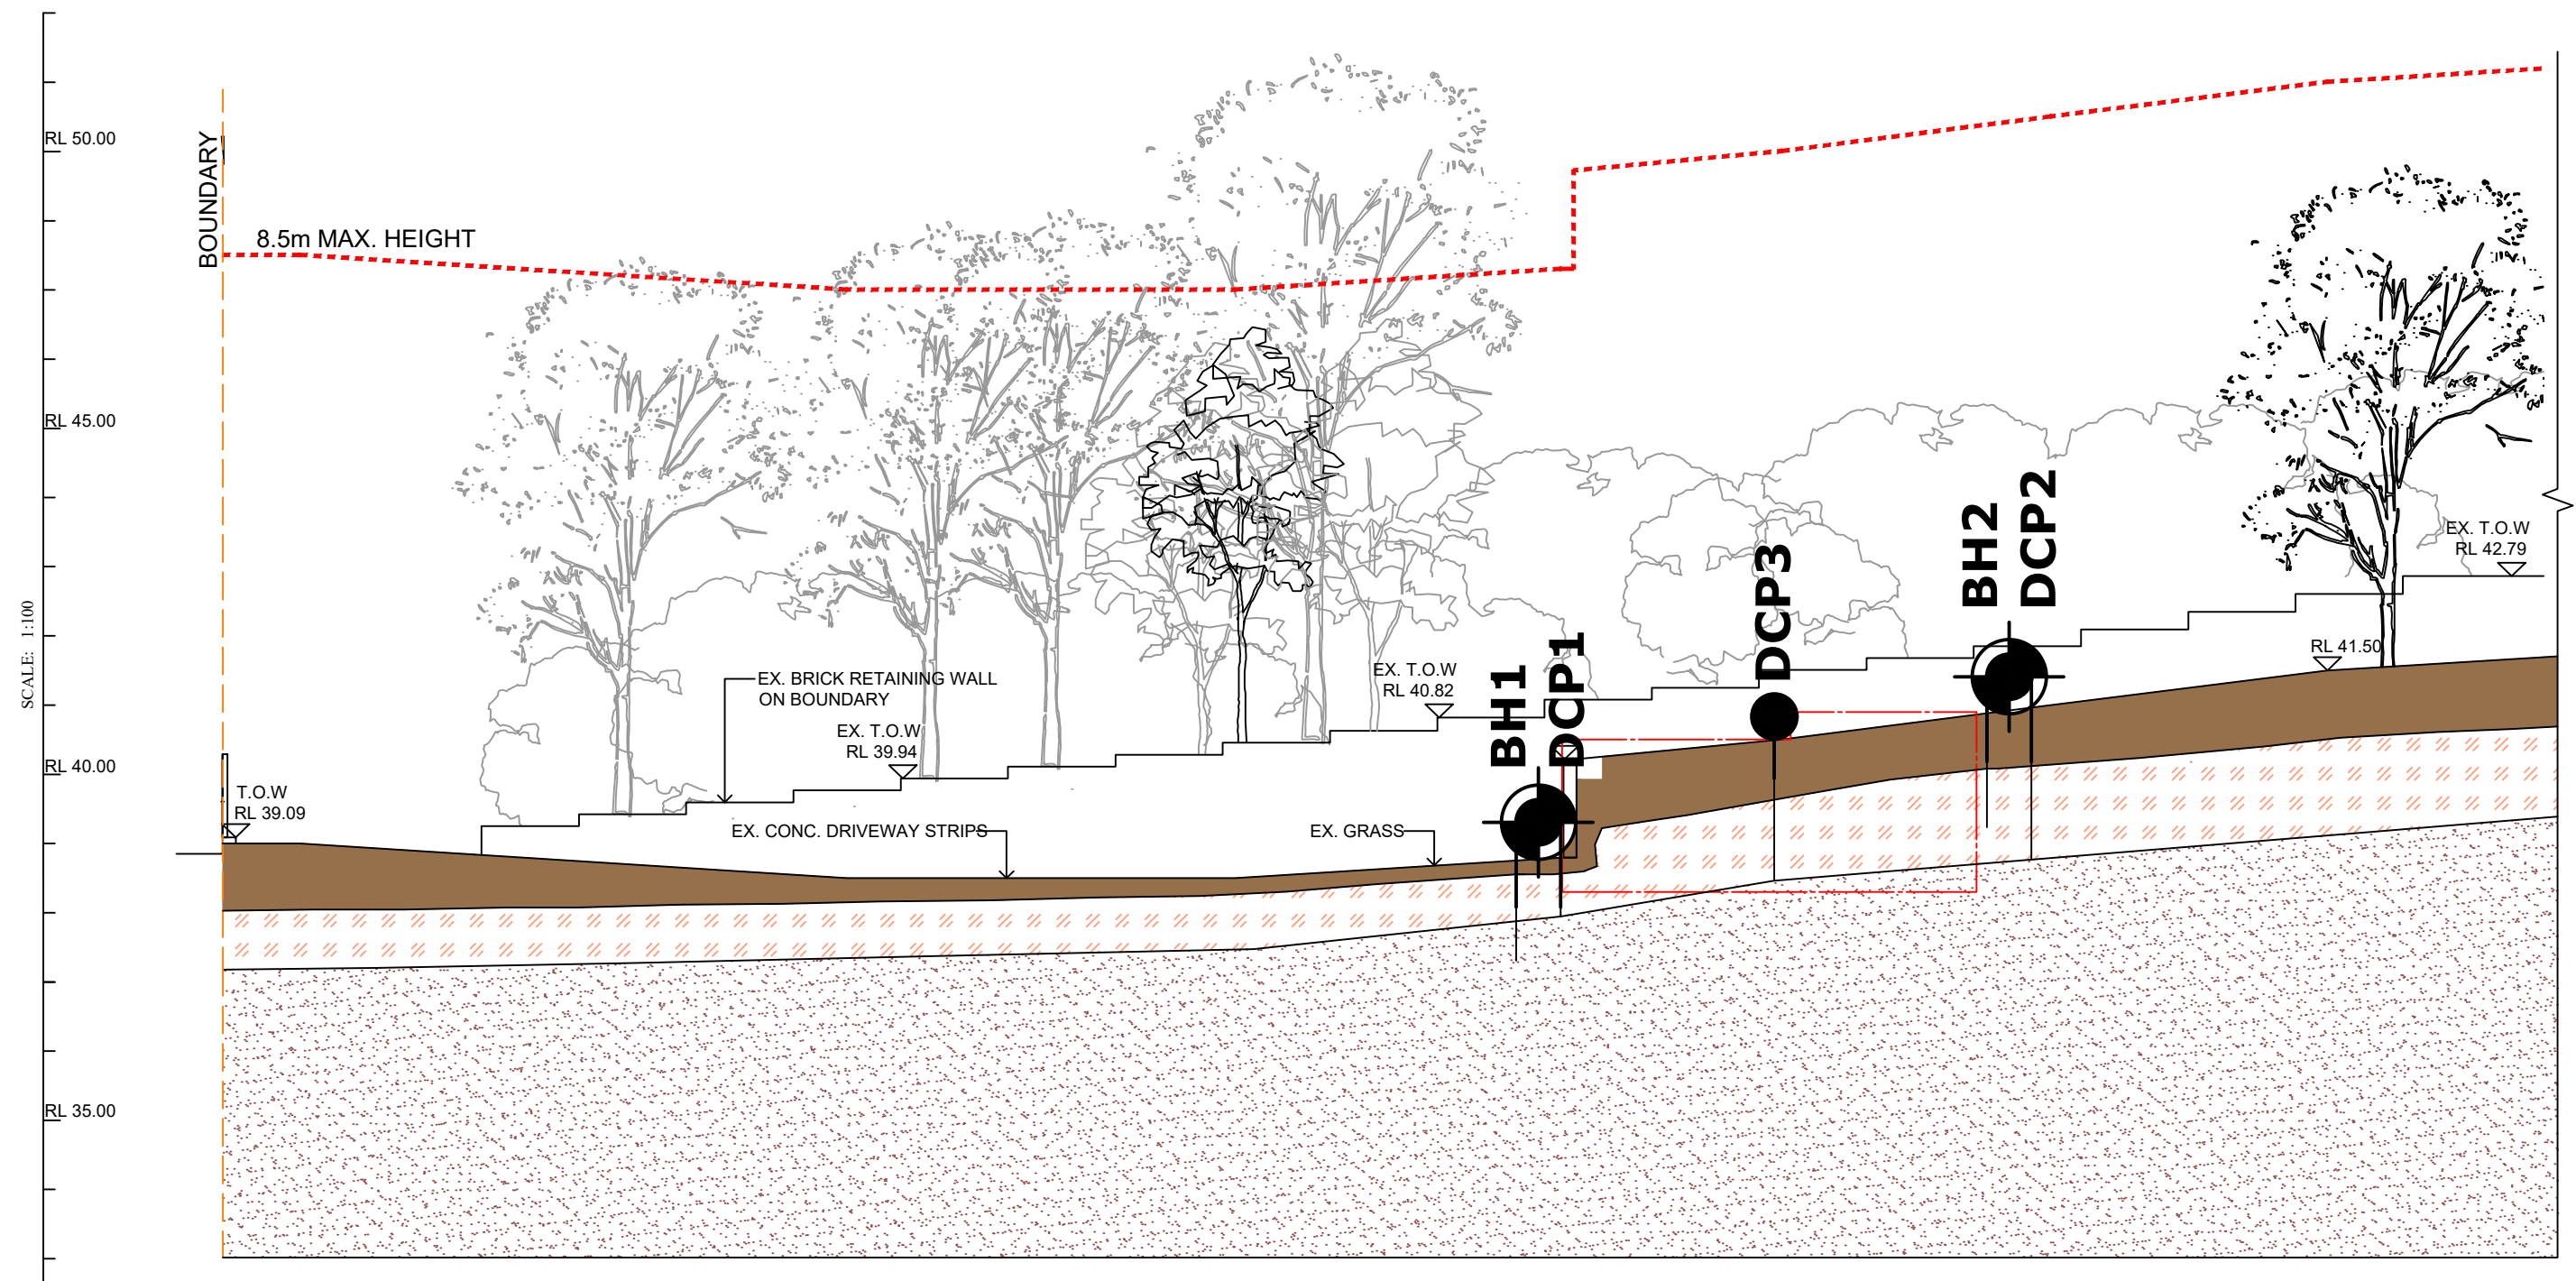 RL 50.00
BOUNDARY
8.5m MAX. HEIGHT
RL 45.00
SCALE: 1:100
EX. T.O.W
RL 42.79
BH2
DCP2
DCP3
RL 41.50
BH1
DCP1
EX. T.O.W
RL 40.82
EX. BRICK RETAINING WALL
ON BOUNDARY
EX. T.O.W
RL 39.94
RL 40.00
T.O.W
RL 39.09
EX. CONC. DRIVEWAY STRIPS
EX. GRASS
RL 35.00